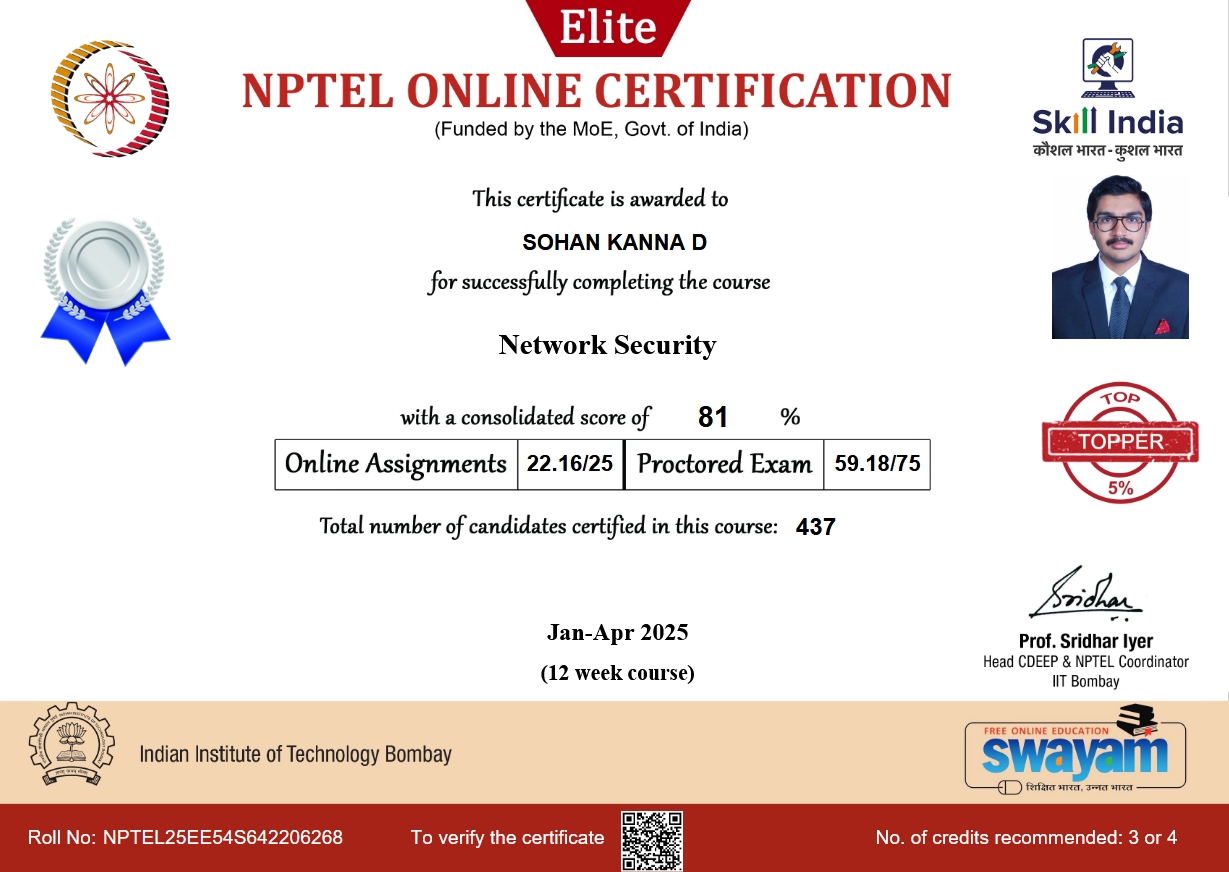 Elite
NPTEL ONLINE CERTIFICATION
(Funded by the MoE, Govt. of India)
Skill India
कौशल भारत - कुशल भारत
This certificate is awarded to
SOHAN KANNA D
for successfully completing the course
Network Security
with a consolidated score of 81 %
Online Assignments 22.16/25 Proctored Exam 59.18/75
TOP
TOPPER
5%
Total number of candidates certified in this course: 437
Sridhar
Jan-Apr 2025
(12 week course)
Prof. Sridhar Iyer
Head CDEEP & NPTEL Coordinator
IIT Bombay
Indian Institute of Technology Bombay
FREE ONLINE EDUCATION
swayam
शिक्षित भारत, उन्नत भारत
Roll No: NPTEL25EE54S642206268
To verify the certificate
No. of credits recommended: 3 or 4